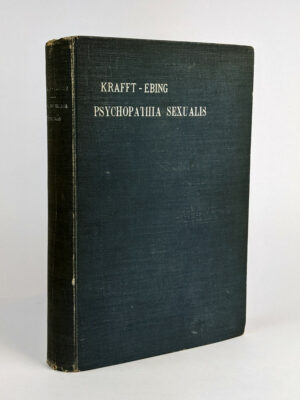 KRAFFT - EBING
PSYCHOPATHIA SEXUALIS